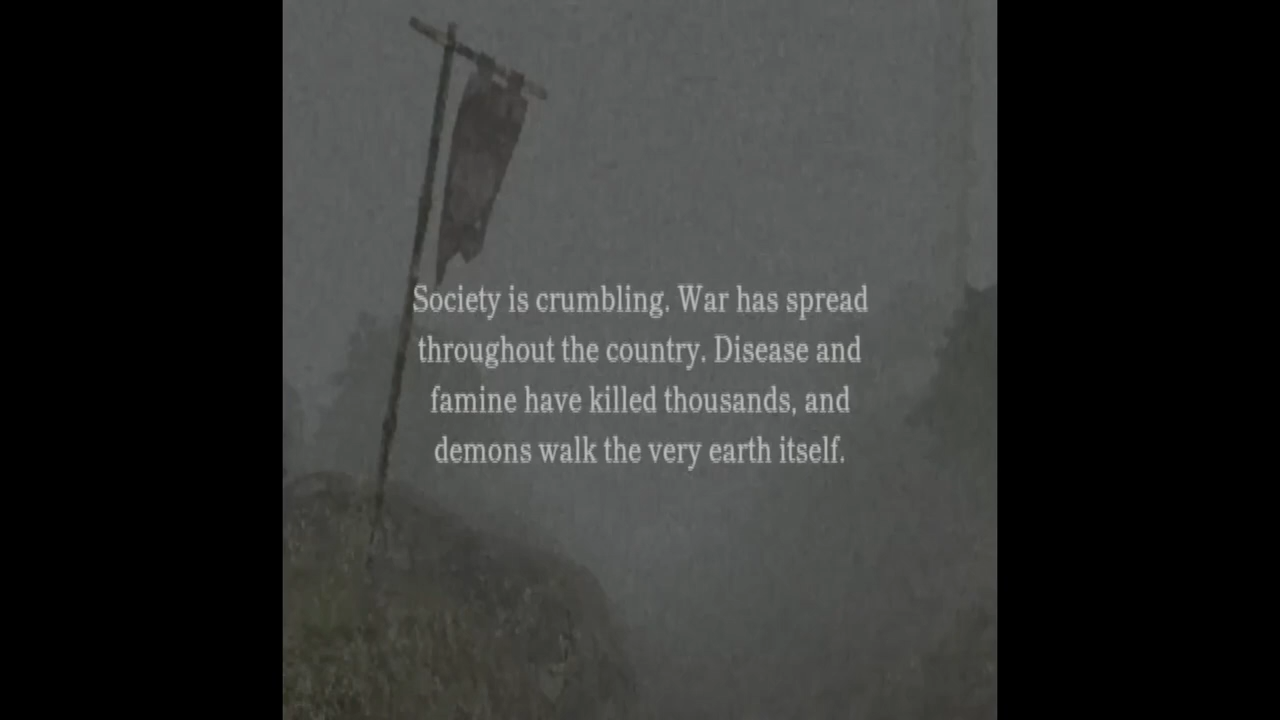 Society is crumbling. War has spread
throughout the country. Disease and
famine have killed thousands, and
demons walk the very earth itself.